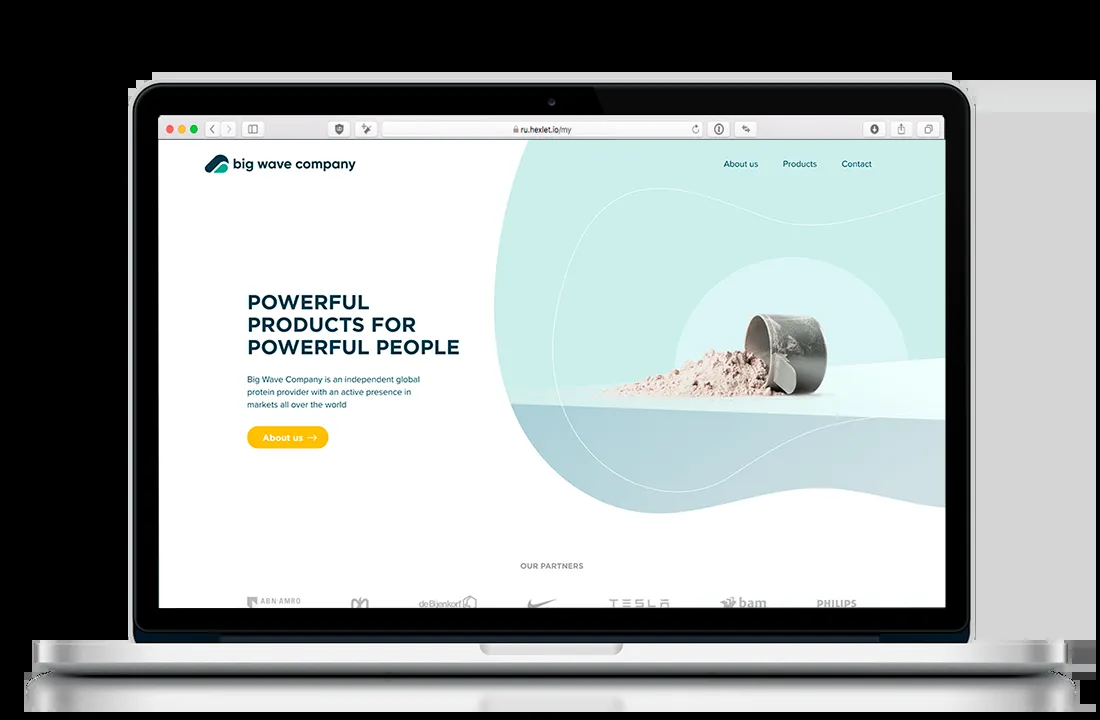 ru.hexlet.io/my
big wave company
About us
Products
Contact
POWERFUL
PRODUCTS FOR
POWERFUL PEOPLE
Big Wave Company is an independent global
protein provider with an active presence in
markets all over the world
About us →
OUR PARTNERS
ABN·AMRO
de Bijenkorf
TESLA
bam
PHILIPS